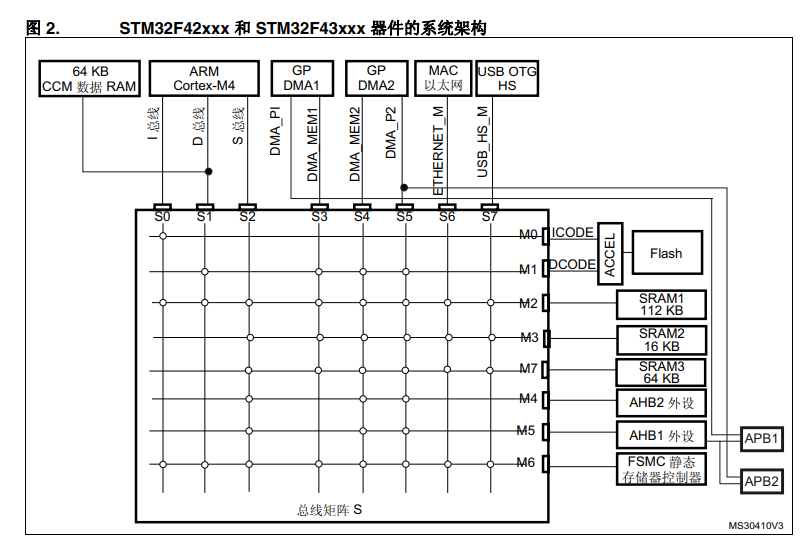 图 2. STM32F42xxx 和 STM32F43xxx 器件的系统架构
64 KB
CCM 数据 RAM
ARM
Cortex-M4
GP
DMA1
GP
DMA2
MAC
以太网
USB OTG
HS
I 总线
D 总线
S 总线
DMA_PI
DMA_MEM1
DMA_MEM2
DMA_P2
ETHERNET_M
USB_HS_M
S0 S1 S2 S3 S4 S5 S6 S7
M0 ICODE
M1 DCODE
ACCEL
Flash
M2
SRAM1
112 KB
M3
SRAM2
16 KB
M7
SRAM3
64 KB
M4
AHB2 外设
M5
AHB1 外设
APB1
M6
FSMC 静态
存储器控制器
APB2
总线矩阵 S
MS30410V3